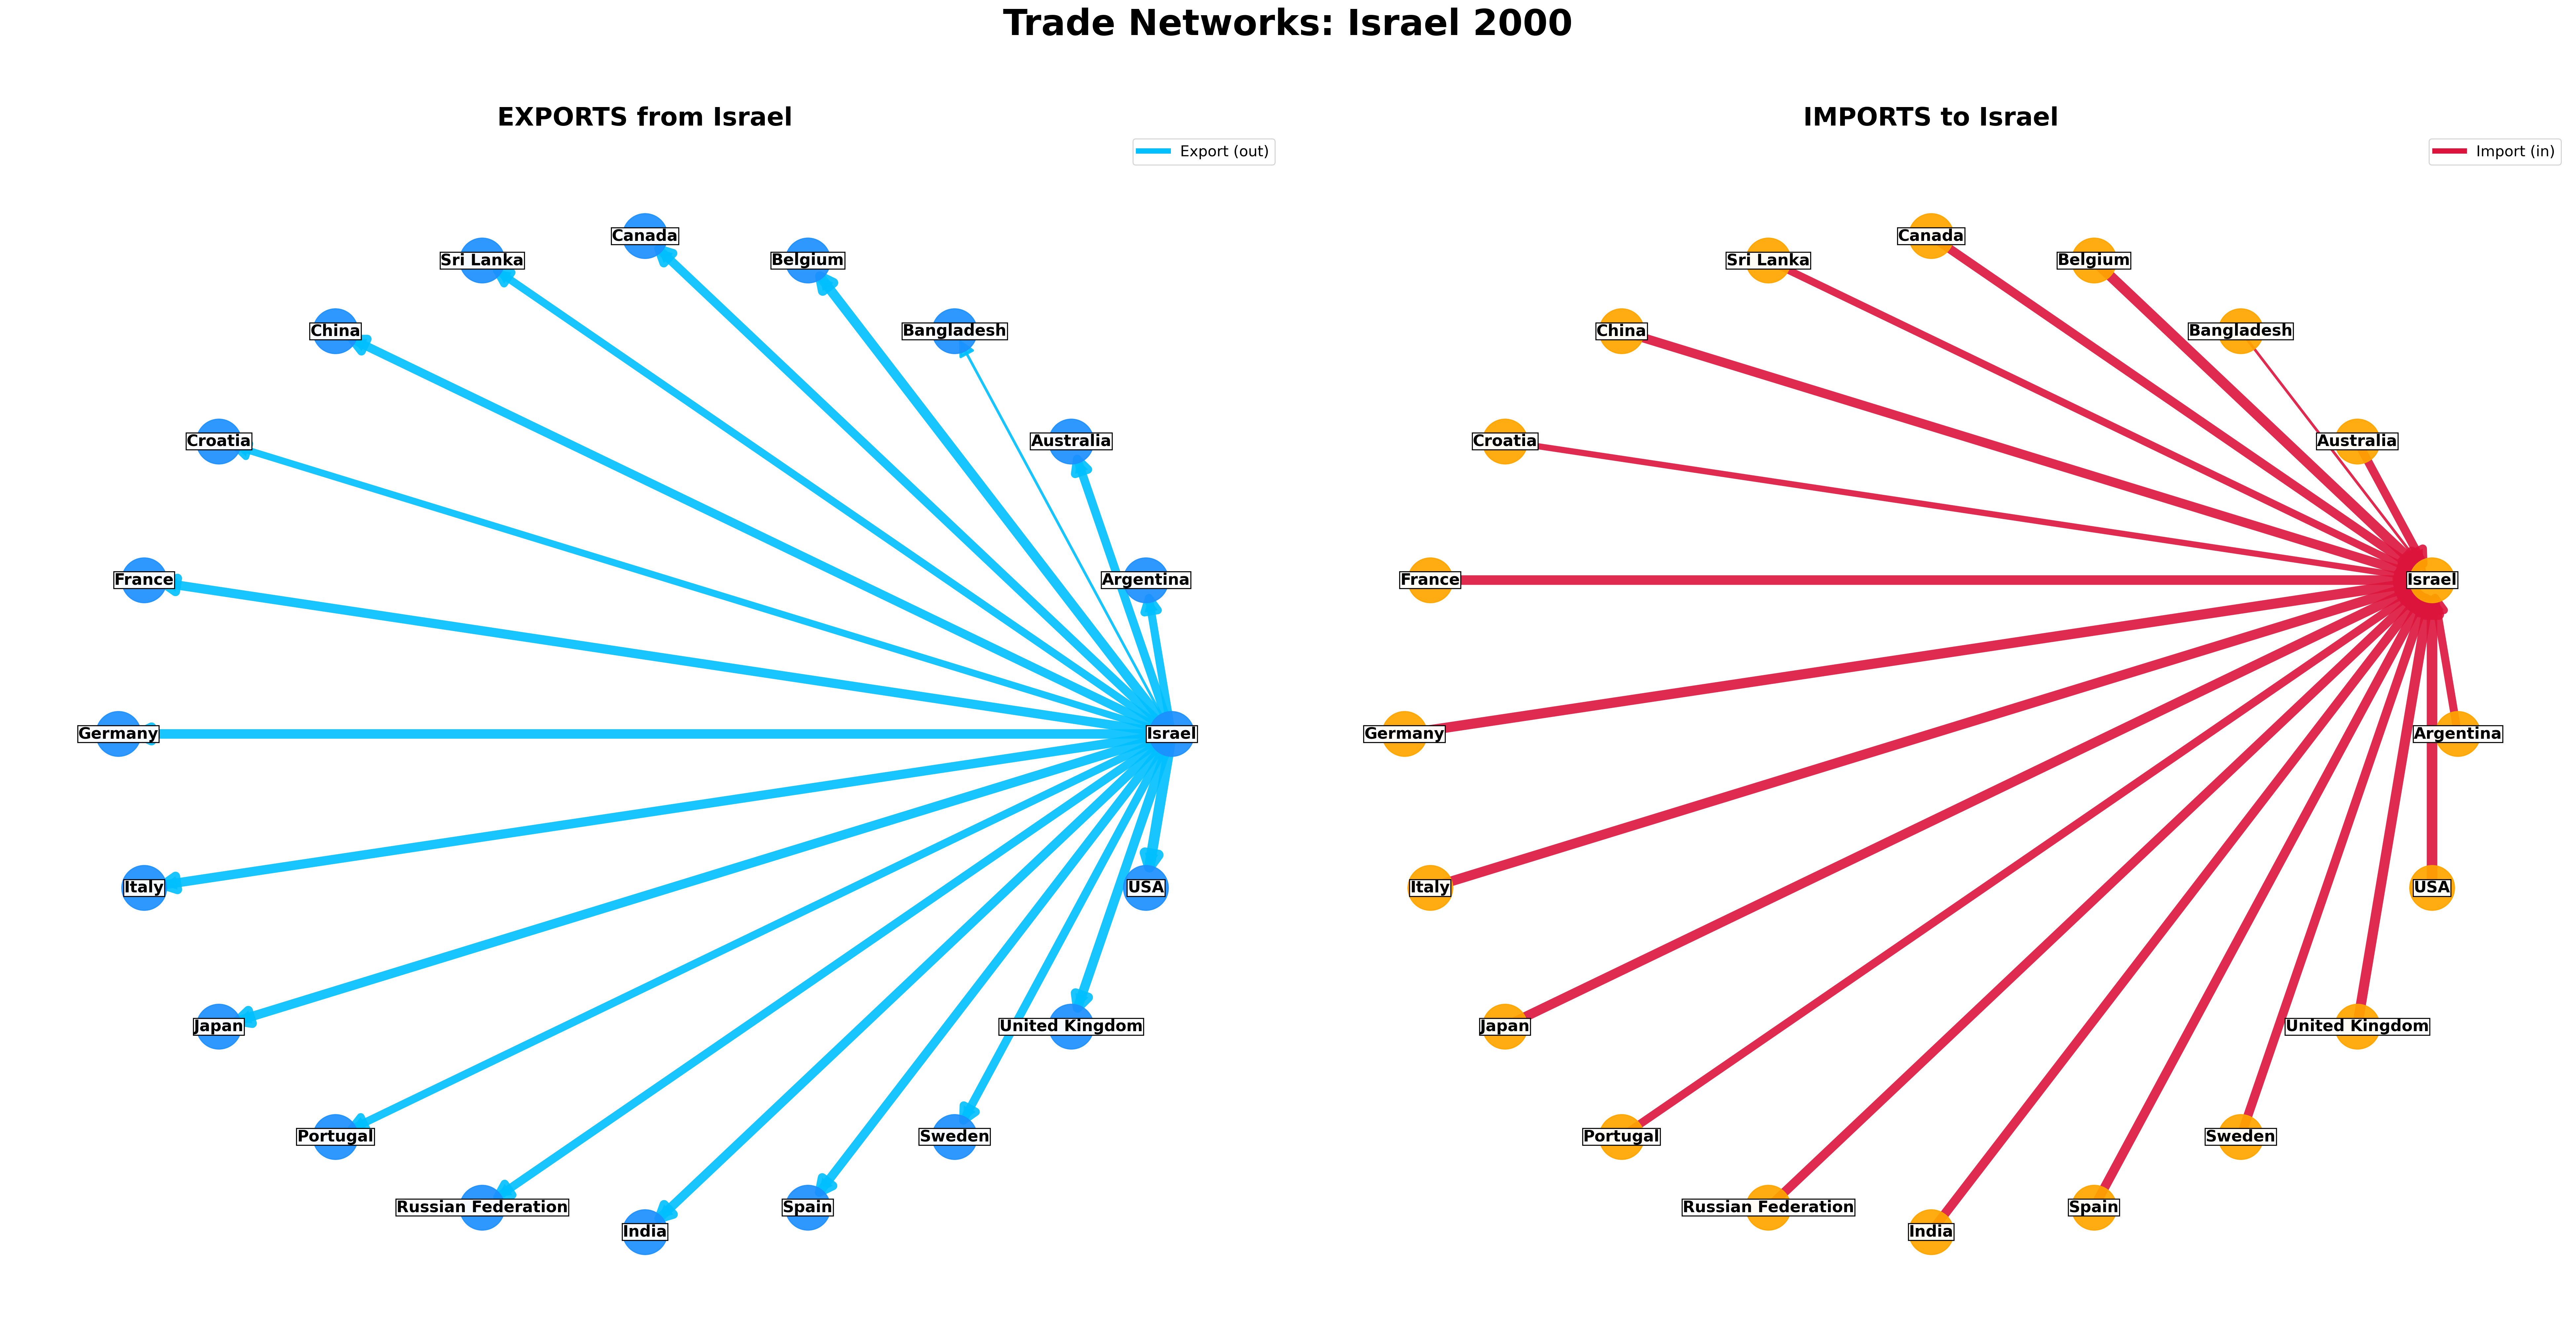 Trade Networks: Israel 2000
EXPORTS from Israel
Export (out)
Canada
Sri Lanka
Belgium
China
Bangladesh
Croatia
Australia
France
Argentina
Germany
Israel
Italy
USA
Japan
United Kingdom
Portugal
Sweden
Russian Federation
Spain
India
IMPORTS to Israel
Import (in)
Canada
Sri Lanka
Belgium
China
Bangladesh
Croatia
Australia
France
Israel
Germany
Argentina
Italy
USA
Japan
United Kingdom
Portugal
Sweden
Russian Federation
Spain
India